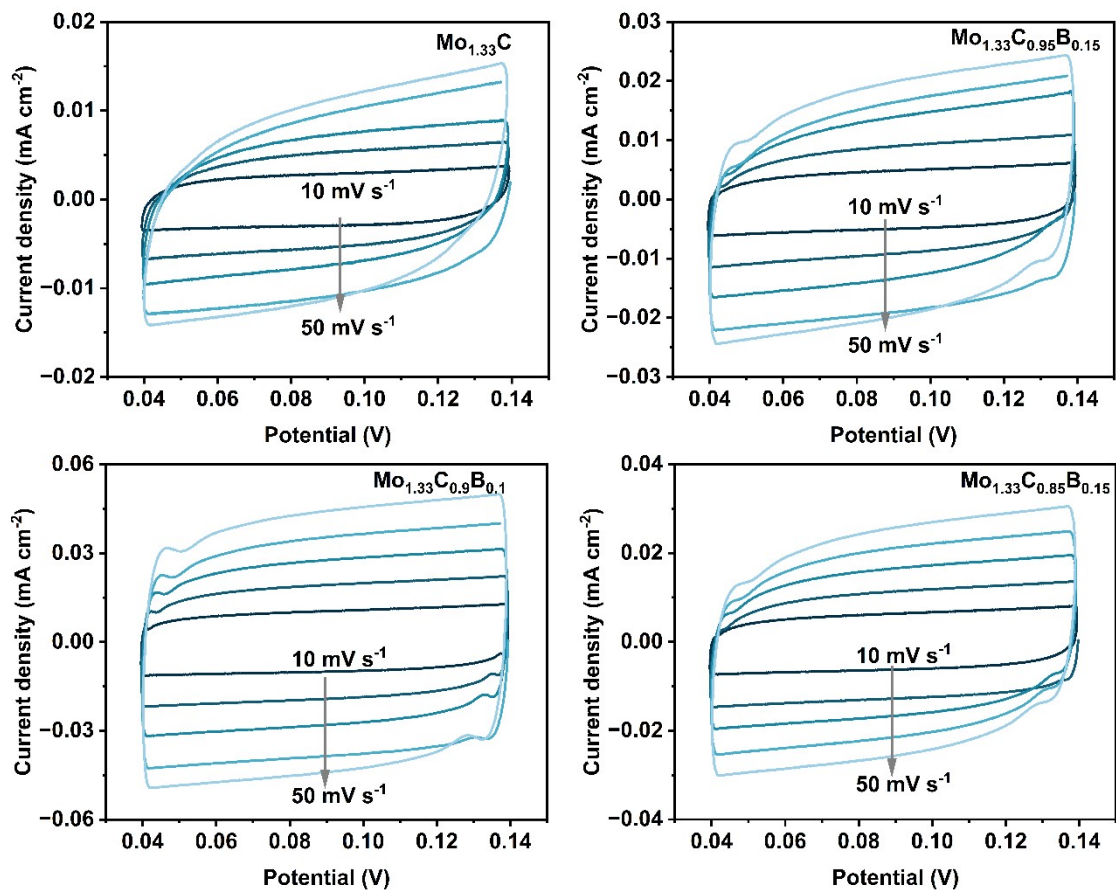 Mo1.33C
Current density (mA cm-2)
0.02
0.01
0.00
−0.01
−0.02
10 mV s-1
50 mV s-1
0.04 0.06 0.08 0.10 0.12 0.14
Potential (V)
Mo1.33C0.95B0.15
Current density (mA cm-2)
0.03
0.02
0.01
0.00
−0.01
−0.02
−0.03
10 mV s-1
50 mV s-1
0.04 0.06 0.08 0.10 0.12 0.14
Potential (V)
Mo1.33C0.9B0.1
Current density (mA cm-2)
0.06
0.03
0.00
−0.03
−0.06
10 mV s-1
50 mV s-1
0.04 0.06 0.08 0.10 0.12 0.14
Potential (V)
Mo1.33C0.85B0.15
Current density (mA cm-2)
0.04
0.02
0.00
−0.02
−0.04
10 mV s-1
50 mV s-1
0.04 0.06 0.08 0.10 0.12 0.14
Potential (V)